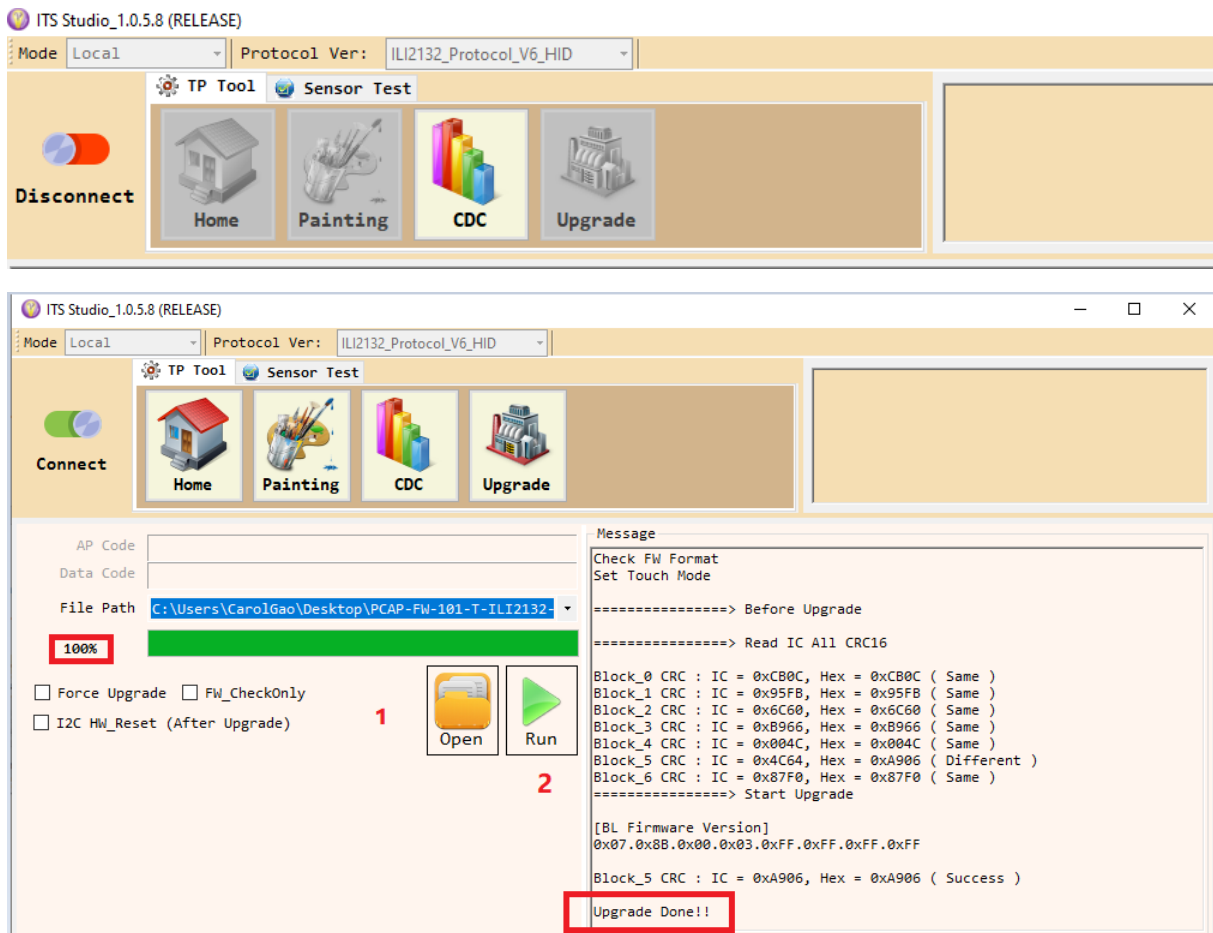 ITS Studio_1.0.5.8 (RELEASE)
Mode Local Protocol Ver: ILI2132_Protocol_V6_HID
TP Tool Sensor Test
Disconnect
Home Painting CDC Upgrade
ITS Studio_1.0.5.8 (RELEASE)
Mode Local Protocol Ver: ILI2132_Protocol_V6_HID
TP Tool Sensor Test
Connect
Home Painting CDC Upgrade
AP Code
Data Code
File Path C:\Users\CarolGao\Desktop\PCAP-FW-101-T-ILI2132-
100%
Force Upgrade FW_CheckOnly
I2C HW_Reset (After Upgrade)
1
Open Run
2
Message
Check FW Format
Set Touch Mode
================> Before Upgrade
================> Read IC All CRC16
Block_0 CRC : IC = 0xCB0C, Hex = 0xCB0C ( Same )
Block_1 CRC : IC = 0x95FB, Hex = 0x95FB ( Same )
Block_2 CRC : IC = 0x6C60, Hex = 0x6C60 ( Same )
Block_3 CRC : IC = 0xB966, Hex = 0xB966 ( Same )
Block_4 CRC : IC = 0x004C, Hex = 0x004C ( Same )
Block_5 CRC : IC = 0x4C64, Hex = 0xA906 ( Different )
Block_6 CRC : IC = 0x87F0, Hex = 0x87F0 ( Same )
================> Start Upgrade
[BL Firmware Version]
0x07.0x8B.0x00.0x03.0xFF.0xFF.0xFF.0xFF
Block_5 CRC : IC = 0xA906, Hex = 0xA906 ( Success )
Upgrade Done!!